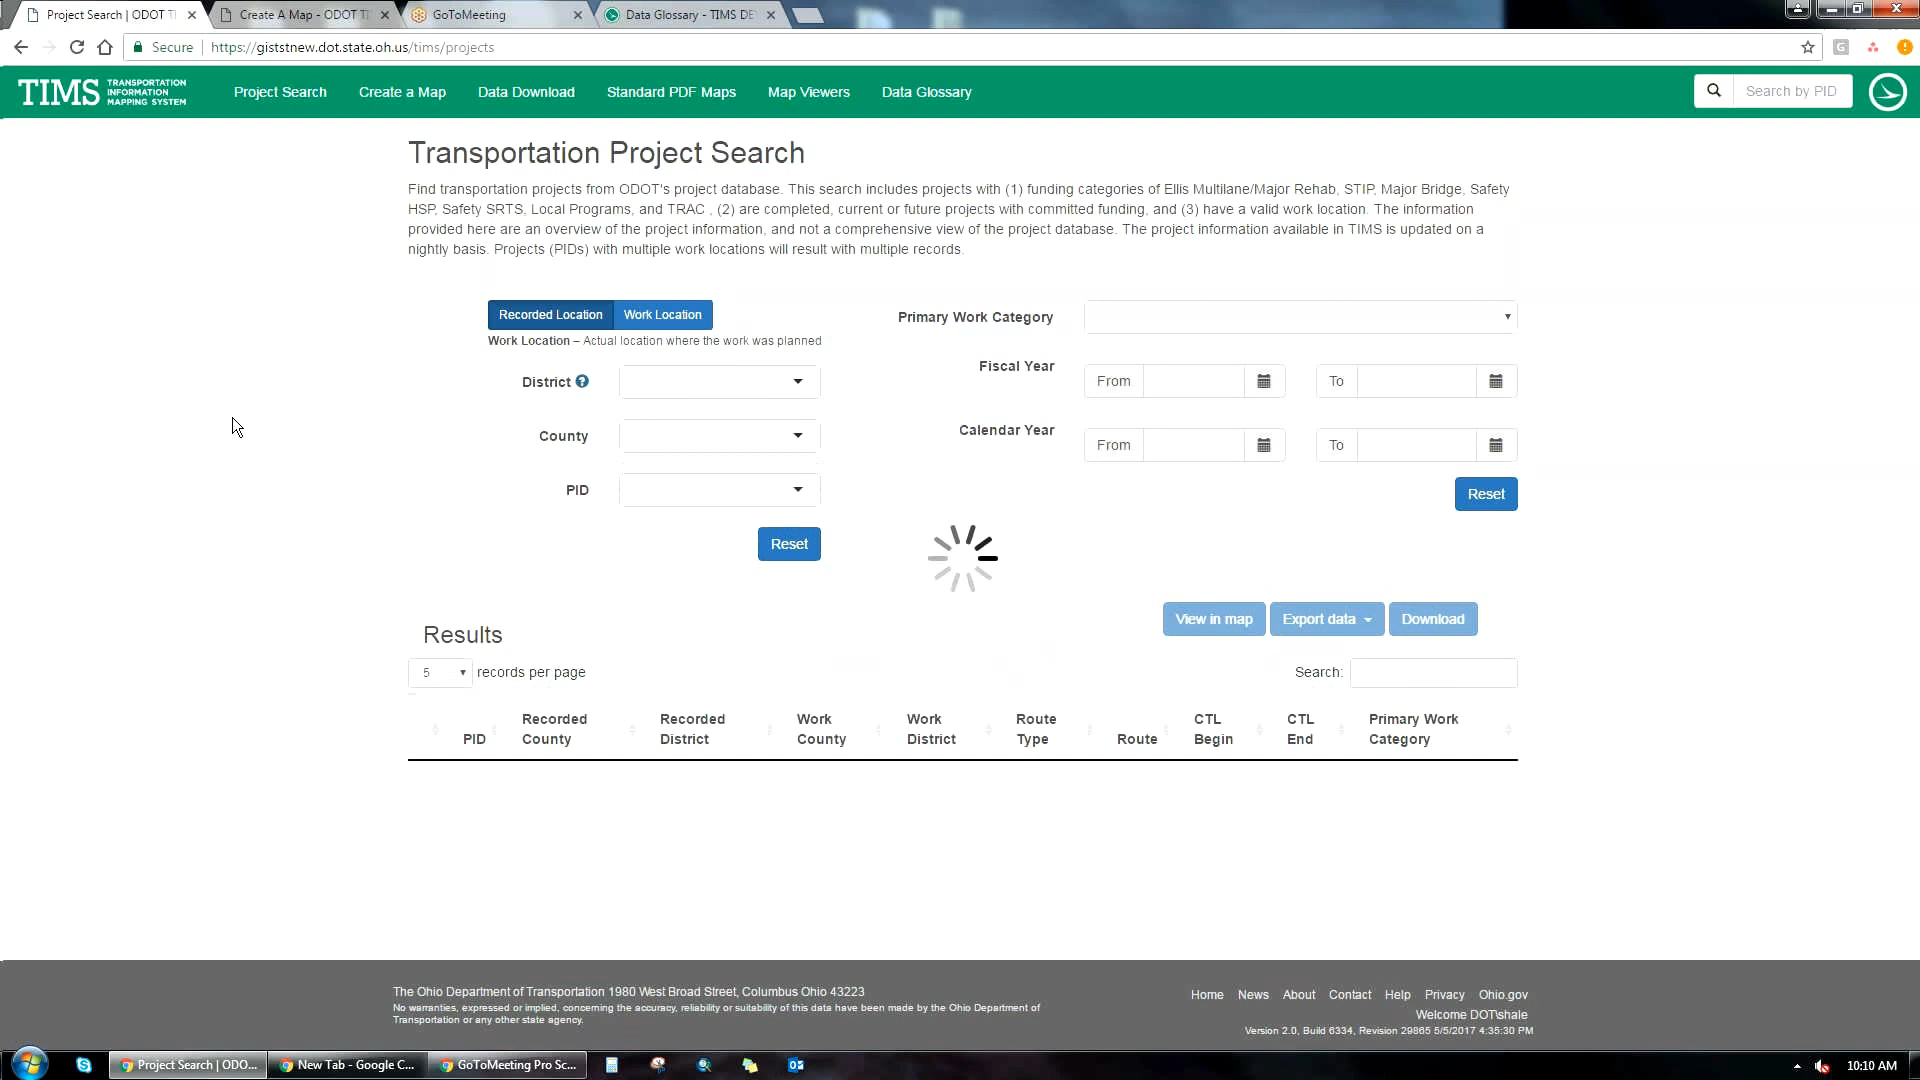 Project Search | ODOT TI
Create A Map - ODOT TI
GoToMeeting
Data Glossary - TIMS DE
Secure
https://giststnew.dot.state.oh.us/tims/projects
TIMS TRANSPORTATION INFORMATION MAPPING SYSTEM
Project Search
Create a Map
Data Download
Standard PDF Maps
Map Viewers
Data Glossary
Search by PID
Transportation Project Search
Find transportation projects from ODOT's project database. This search includes projects with (1) funding categories of Ellis Multilane/Major Rehab, STIP, Major Bridge, Safety
HSP, Safety SRTS, Local Programs, and TRAC , (2) are completed, current or future projects with committed funding, and (3) have a valid work location. The information
provided here are an overview of the project information, and not a comprehensive view of the project database. The project information available in TIMS is updated on a
nightly basis. Projects (PIDs) with multiple work locations will result with multiple records.
Recorded Location
Work Location
Work Location – Actual location where the work was planned
District ?
County
PID
Reset
Primary Work Category
Fiscal Year
From
To
Calendar Year
From
To
Reset
View in map
Export data
Download
Results
5 records per page
Search:
PID
Recorded County
Recorded District
Work County
Work District
Route Type
Route
CTL Begin
CTL End
Primary Work Category
The Ohio Department of Transportation 1980 West Broad Street, Columbus Ohio 43223
No warranties, expressed or implied, concerning the accuracy, reliability or suitability of this data have been made by the Ohio Department of
Transportation or any other state agency.
Home News About Contact Help Privacy Ohio.gov
Welcome DOT\shale
Version 2.0, Build 6334, Revision 29865 5/5/2017 4:35:30 PM
Project Search | ODO...
New Tab - Google C...
GoToMeeting Pro Sc...
10:10 AM